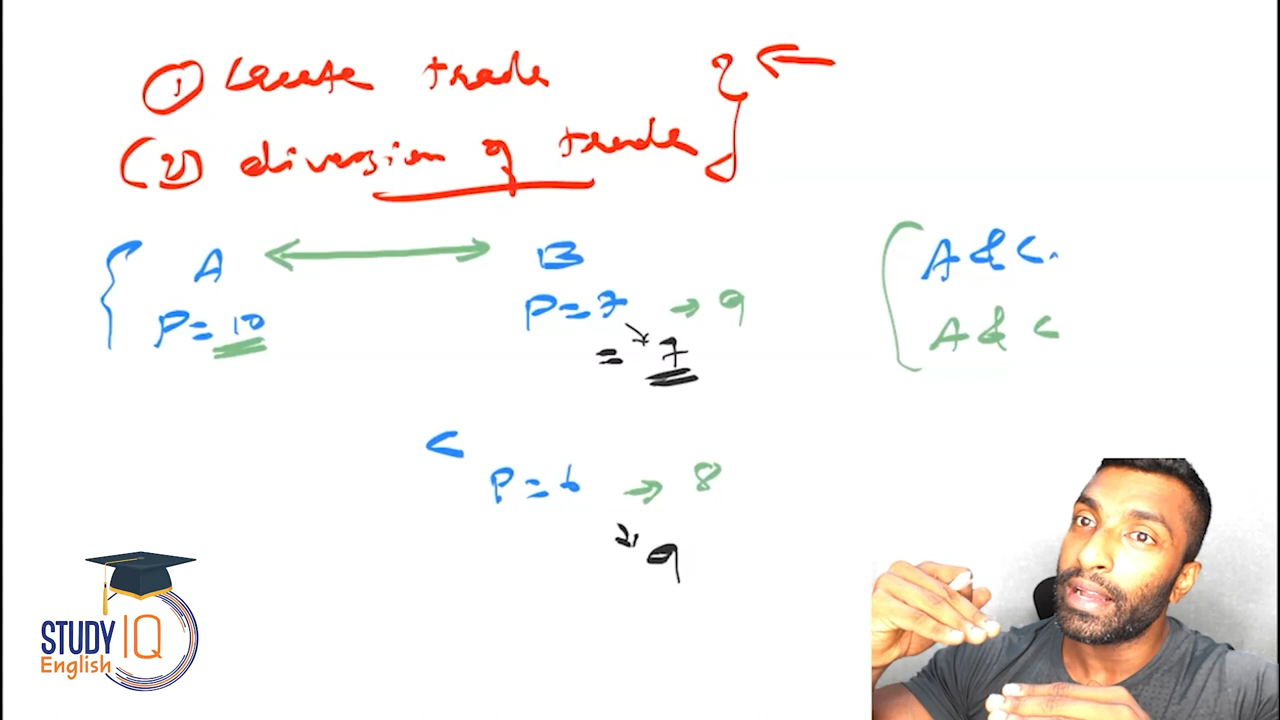 ① create trade
(2) diversion of trade
A B
P = 10 P = 7 → 9
= 7
A & C.
A & C
C
P = 6 → 8
9
STUDY IQ
English